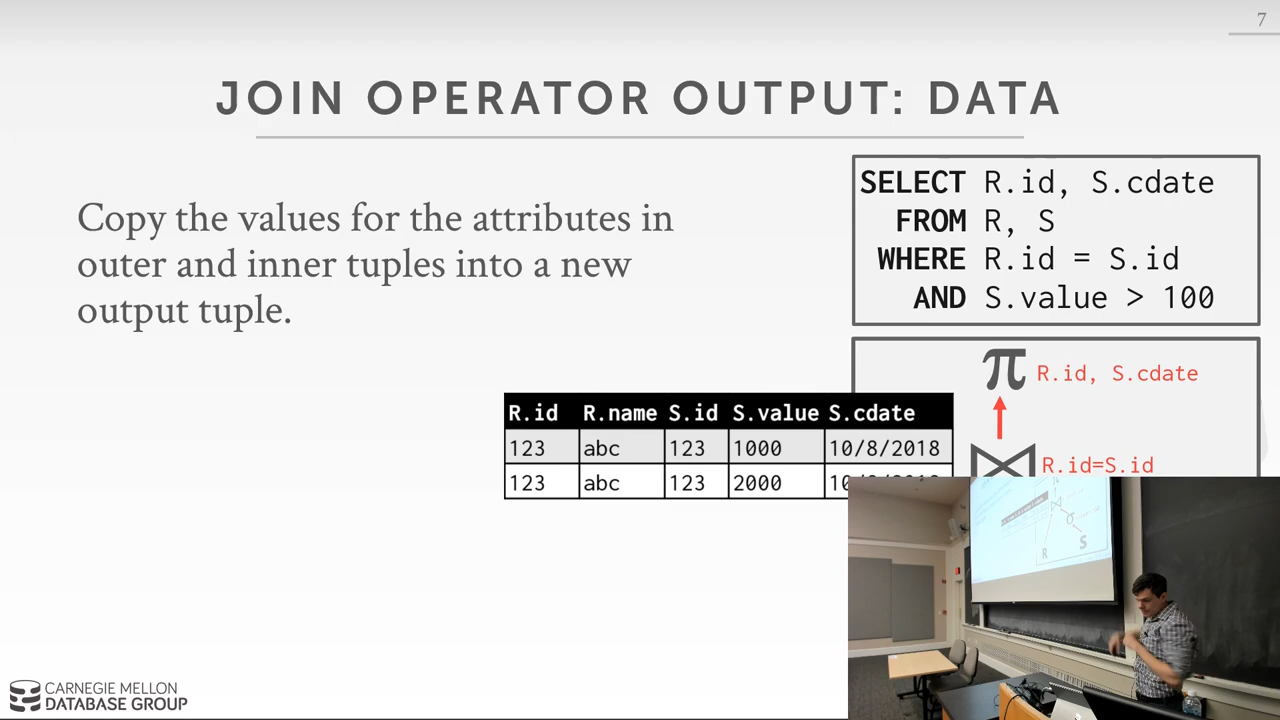 7
JOIN OPERATOR OUTPUT: DATA
Copy the values for the attributes in
outer and inner tuples into a new
output tuple.
SELECT R.id, S.cdate
FROM R, S
WHERE R.id = S.id
AND S.value > 100
π R.id, S.cdate
R.id=S.id
R.id R.name S.id S.value S.cdate
123 abc 123 1000 10/8/2018
123 abc 123 2000
R
S
CARNEGIE MELLON
DATABASE GROUP